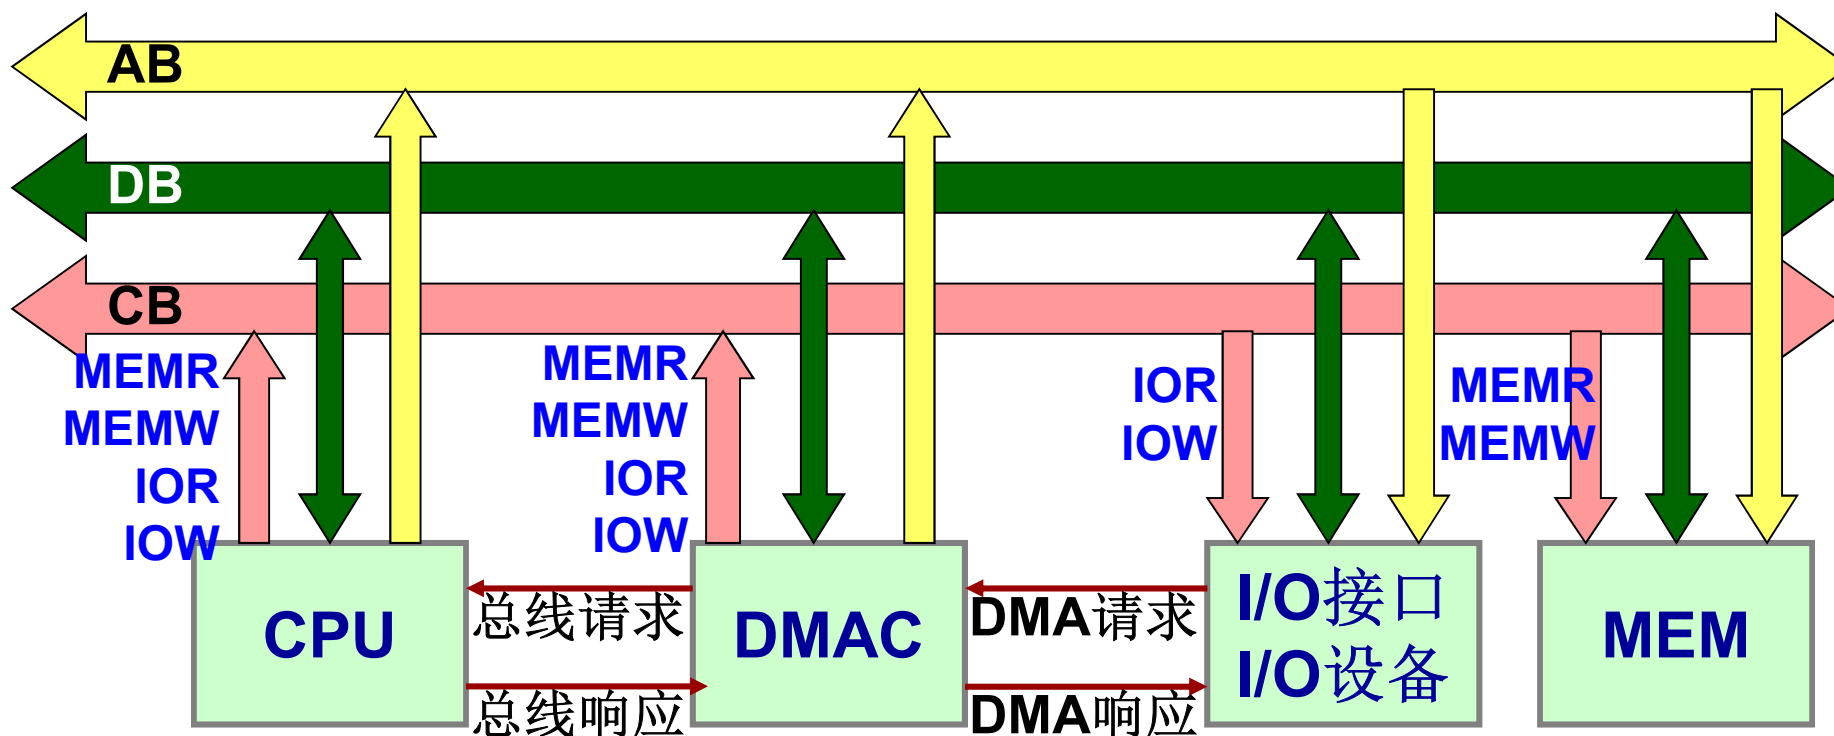 AB
DB
CB
MEMR
MEMW
IOR
IOW
MEMR
MEMW
IOR
IOW
IOR
IOW
MEMR
MEMW
CPU
总线请求
总线响应
DMAC
DMA请求
DMA响应
I/O接口
I/O设备
MEM